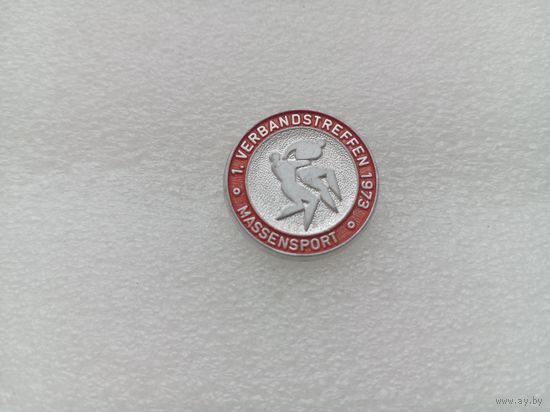 1. VERBANDSTREFFEN 1973
MASSENSPORT
www.ay.by